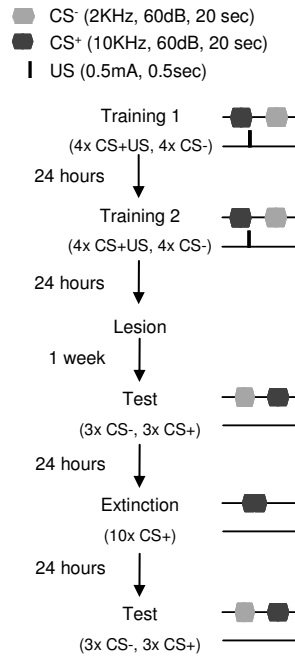 CS- (2KHz, 60dB, 20 sec)
CS+ (10KHz, 60dB, 20 sec)
US (0.5mA, 0.5sec)
Training 1
(4x CS+US, 4x CS-)
24 hours
Training 2
(4x CS+US, 4x CS-)
24 hours
Lesion
1 week
Test
(3x CS-, 3x CS+)
24 hours
Extinction
(10x CS+)
24 hours
Test
(3x CS-, 3x CS+)